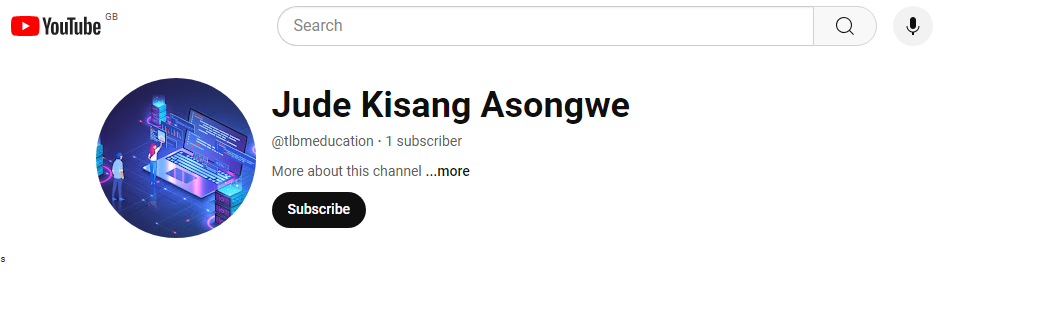 YouTube GB
Search
Jude Kisang Asongwe
@tlbmeducation · 1 subscriber
More about this channel ...more
Subscribe
s